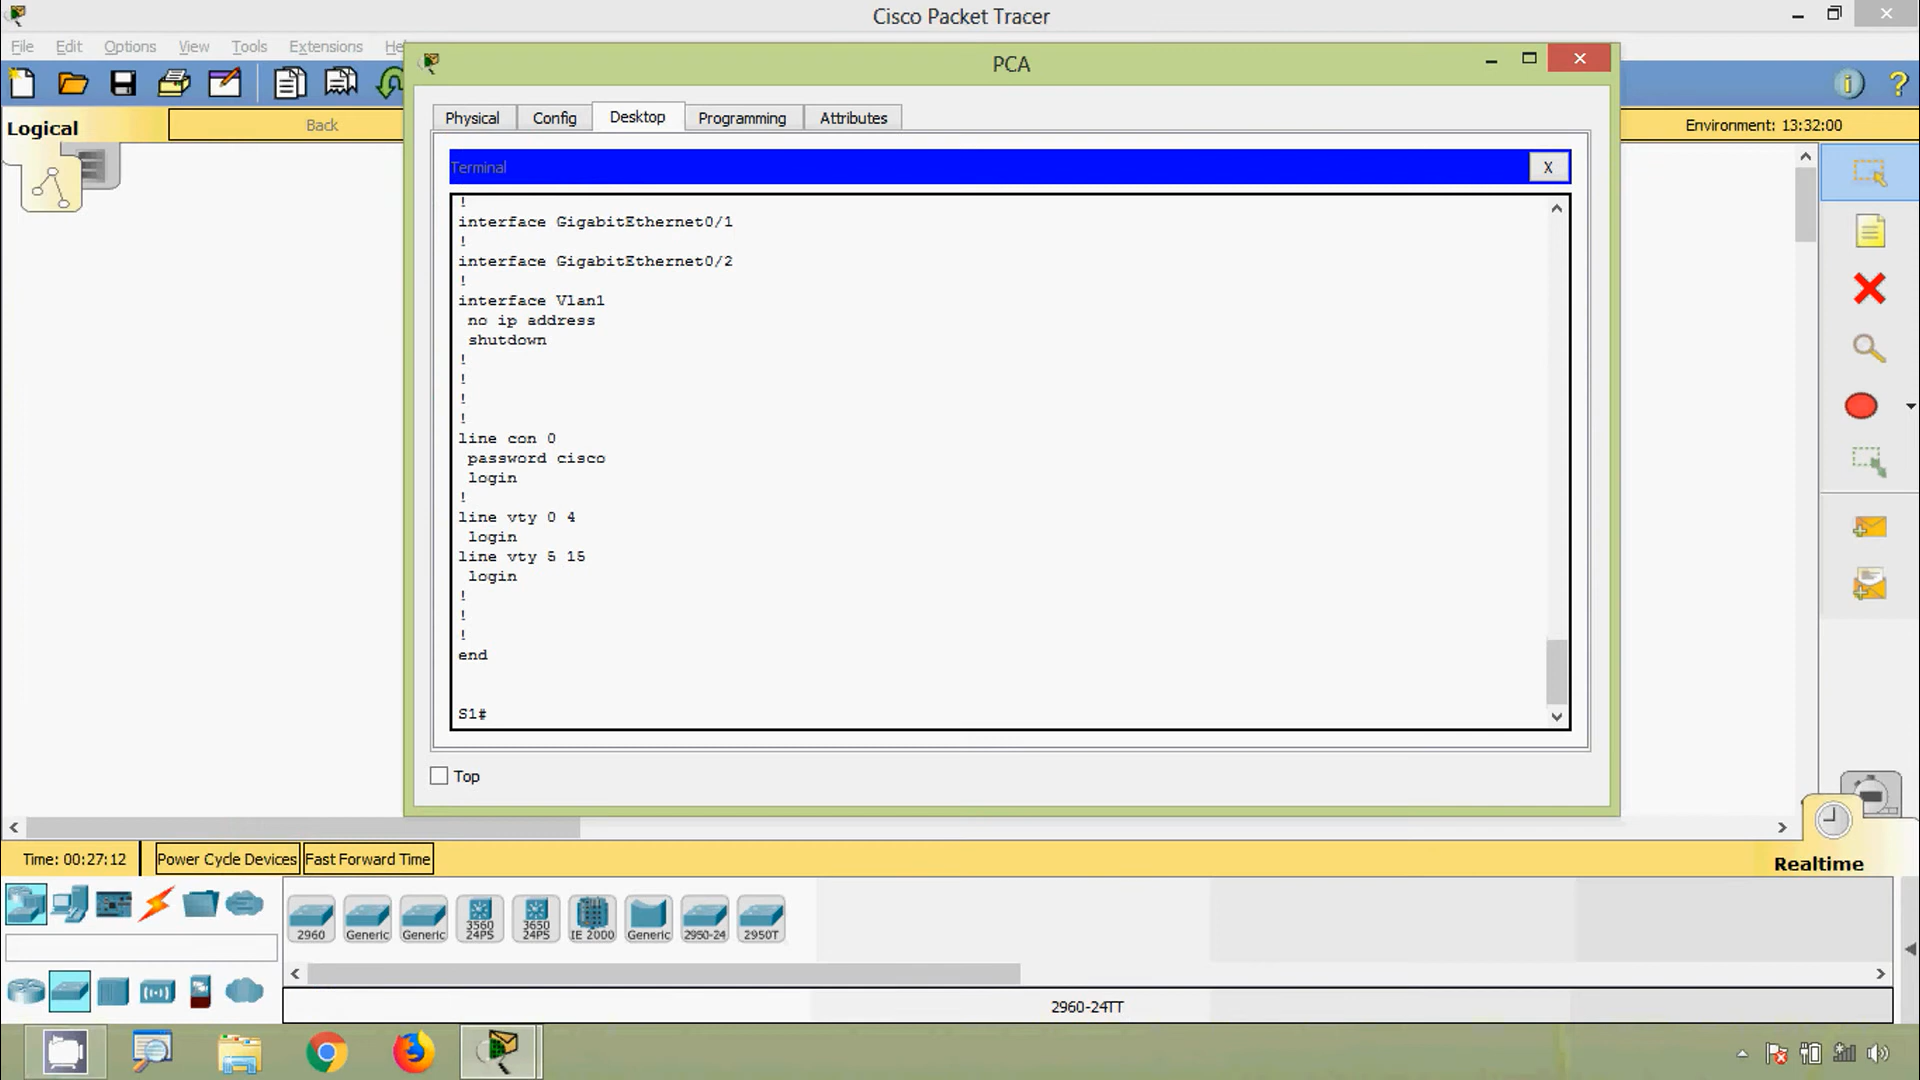 Cisco Packet Tracer
File Edit Options View Tools Extensions Hel
PCA
Physical Config Desktop Programming Attributes
Logical
Back
Environment: 13:32:00
Terminal
X
!
interface GigabitEthernet0/1
!
interface GigabitEthernet0/2
!
interface Vlan1
no ip address
shutdown
!
!
!
!
line con 0
password cisco
login
!
line vty 0 4
login
line vty 5 15
login
!
!
!
end
S1#
Top
Time: 00:27:12
Power Cycle Devices
Fast Forward Time
Realtime
2960
Generic
Generic
3560 24PS
3650 24PS
IE 2000
Generic
2950-24
2950T
2960-24TT